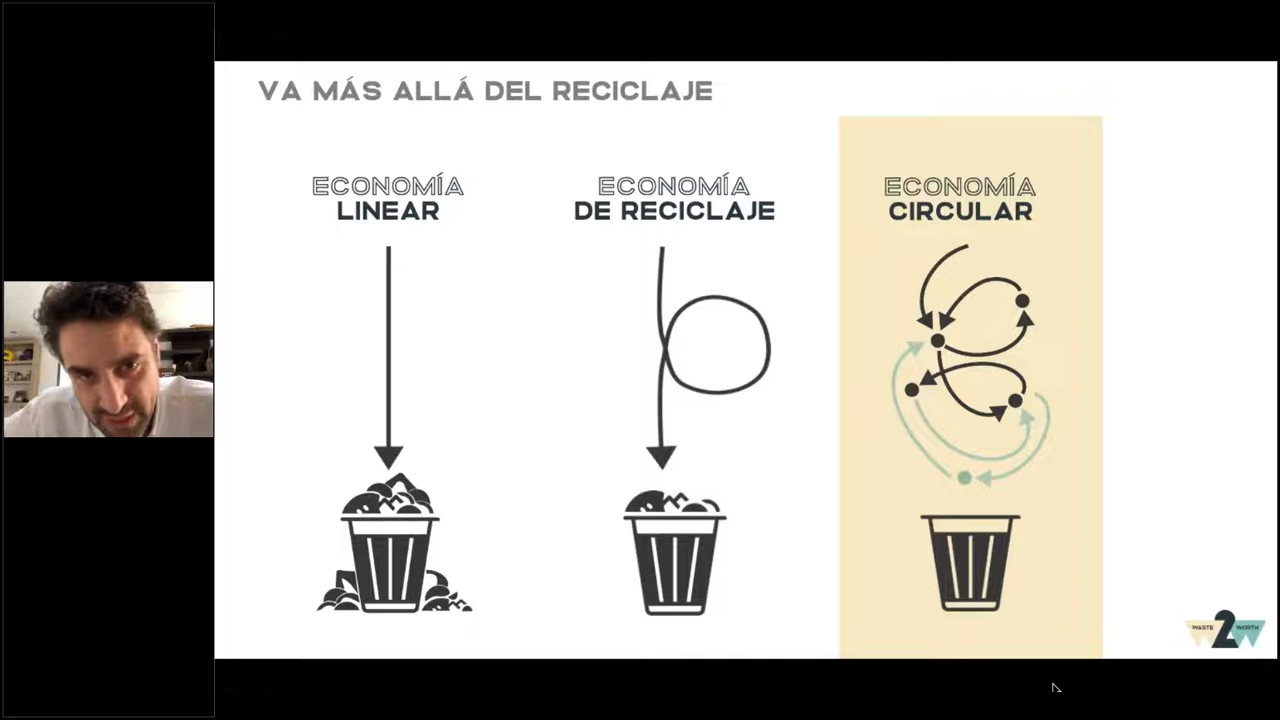 VA MÁS ALLÁ DEL RECICLAJE
ECONOMÍA
LINEAR
ECONOMÍA
DE RECICLAJE
ECONOMÍA
CIRCULAR
WASTE 2 WORTH